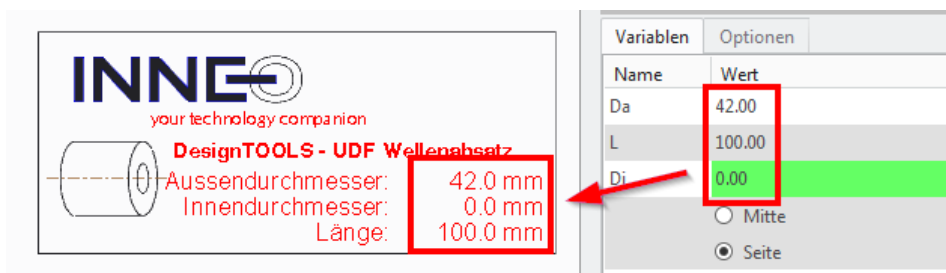 INNEO
your technology companion
DesignTOOLS - UDF Wellenabsatz
Aussendurchmesser: 42.0 mm
Innendurchmesser: 0.0 mm
Länge: 100.0 mm
Variablen Optionen
Name Wert
Da 42.00
L 100.00
Di 0.00
Mitte
Seite